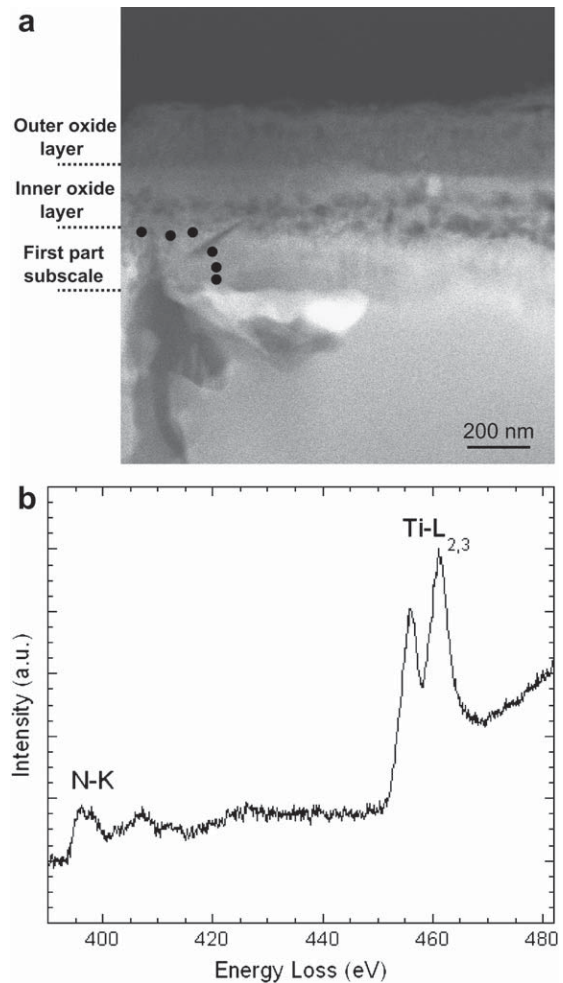 a
Outer oxide
layer
Inner oxide
layer
First part
subscale
200 nm
b
Ti-L2,3
N-K
Intensity (a.u.)
400
420
440
460
480
Energy Loss (eV)